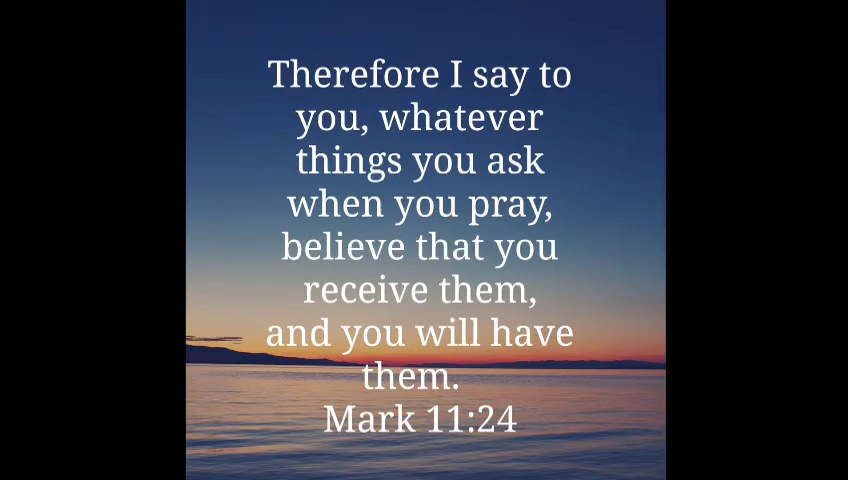 Therefore I say to
you, whatever
things you ask
when you pray,
believe that you
receive them,
and you will have
them.
Mark 11:24